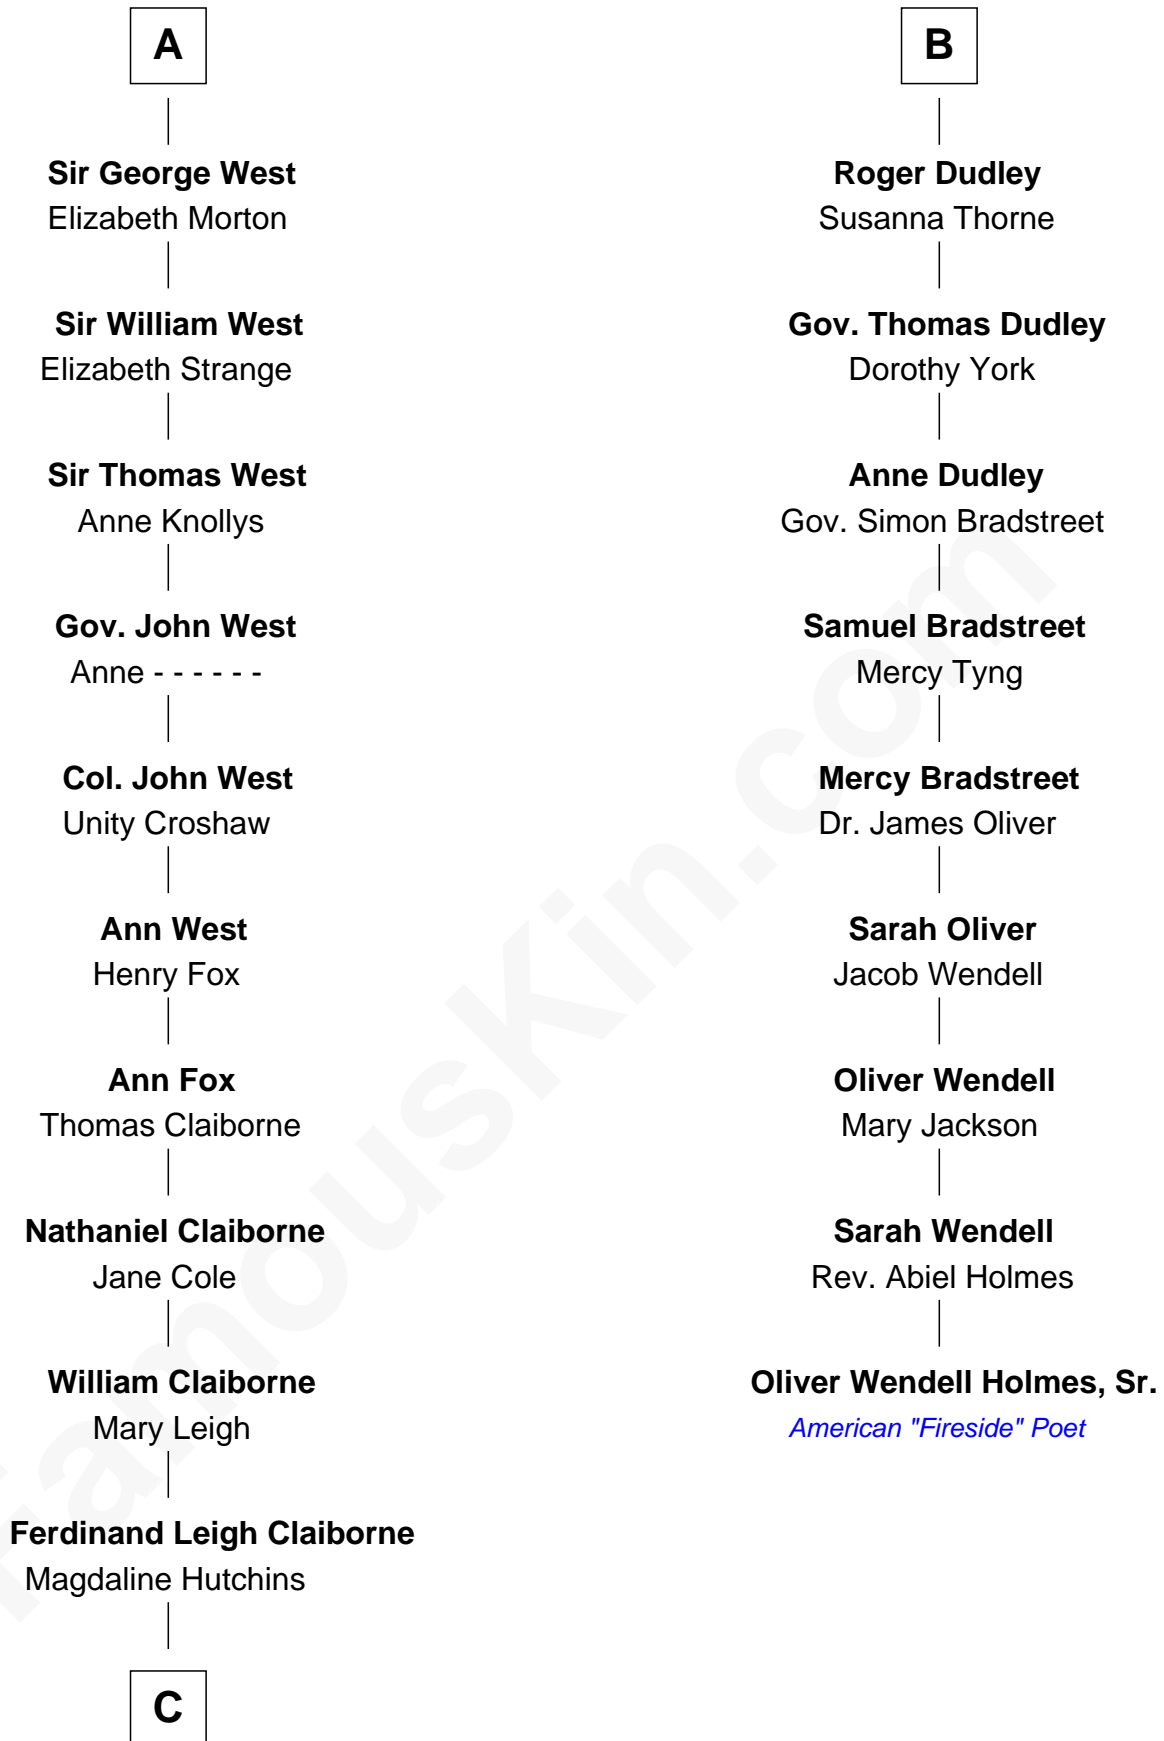 A
Sir George West
Elizabeth Morton
Sir William West
Elizabeth Strange
Sir Thomas West
Anne Knollys
Gov. John West
Anne - - - - - -
Col. John West
Unity Croshaw
Ann West
Henry Fox
Ann Fox
Thomas Claiborne
Nathaniel Claiborne
Jane Cole
William Claiborne
Mary Leigh
Ferdinand Leigh Claiborne
Magdaline Hutchins
C
B
Roger Dudley
Susanna Thorne
Gov. Thomas Dudley
Dorothy York
Anne Dudley
Gov. Simon Bradstreet
Samuel Bradstreet
Mercy Tyng
Mercy Bradstreet
Dr. James Oliver
Sarah Oliver
Jacob Wendell
Oliver Wendell
Mary Jackson
Sarah Wendell
Rev. Abiel Holmes
Oliver Wendell Holmes, Sr.
American "Fireside" Poet
FamousKin.com